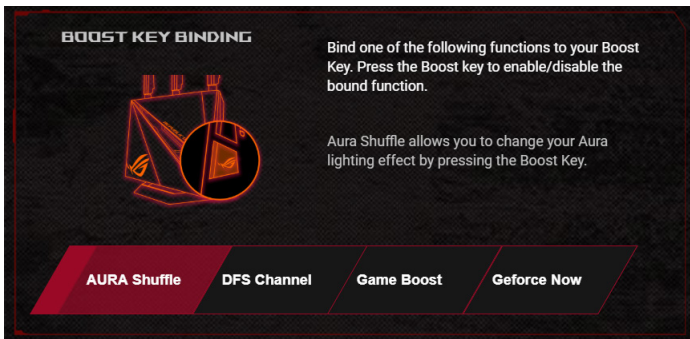 BOOST KEY BINDING
Bind one of the following functions to your Boost
Key. Press the Boost key to enable/disable the
bound function.
Aura Shuffle allows you to change your Aura
lighting effect by pressing the Boost Key.
AURA Shuffle
DFS Channel
Game Boost
Geforce Now